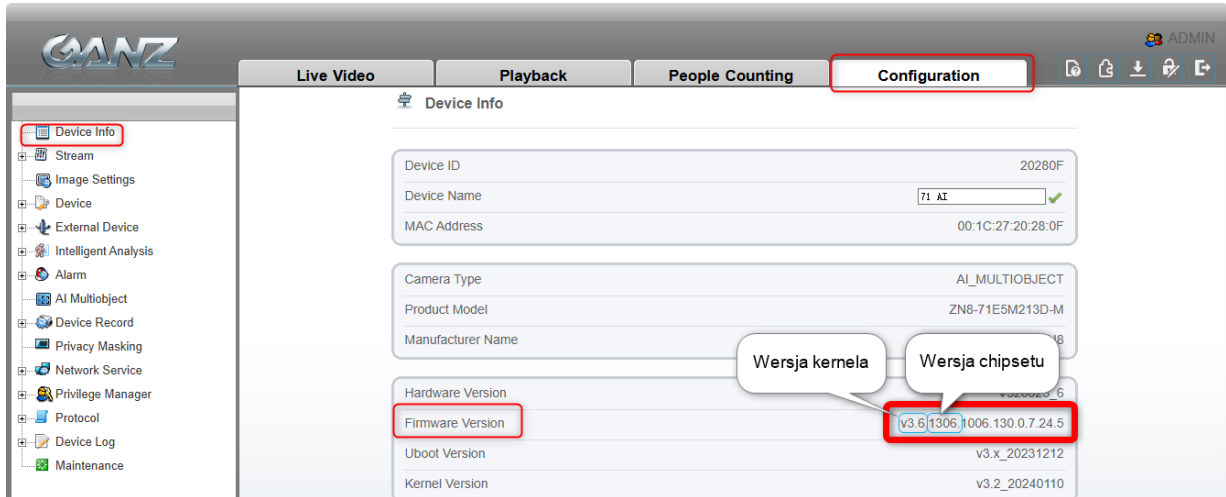 GANZ
ADMIN
Live Video Playback People Counting Configuration
Device Info
Device Info
Stream
Image Settings
Device
External Device
Intelligent Analysis
Alarm
AI Multiobject
Device Record
Privacy Masking
Network Service
Privilege Manager
Protocol
Device Log
Maintenance
Device ID 20280F
Device Name 71 AI
MAC Address 00:1C:27:20:28:0F
Camera Type AI_MULTIOBJECT
Product Model ZN8-71E5M213D-M
Manufacturer Name
Wersja kernela
Wersja chipsetu
Hardware Version
Firmware Version v3.6.1306.1006.130.0.7.24.5
Uboot Version v3.x_20231212
Kernel Version v3.2_20240110